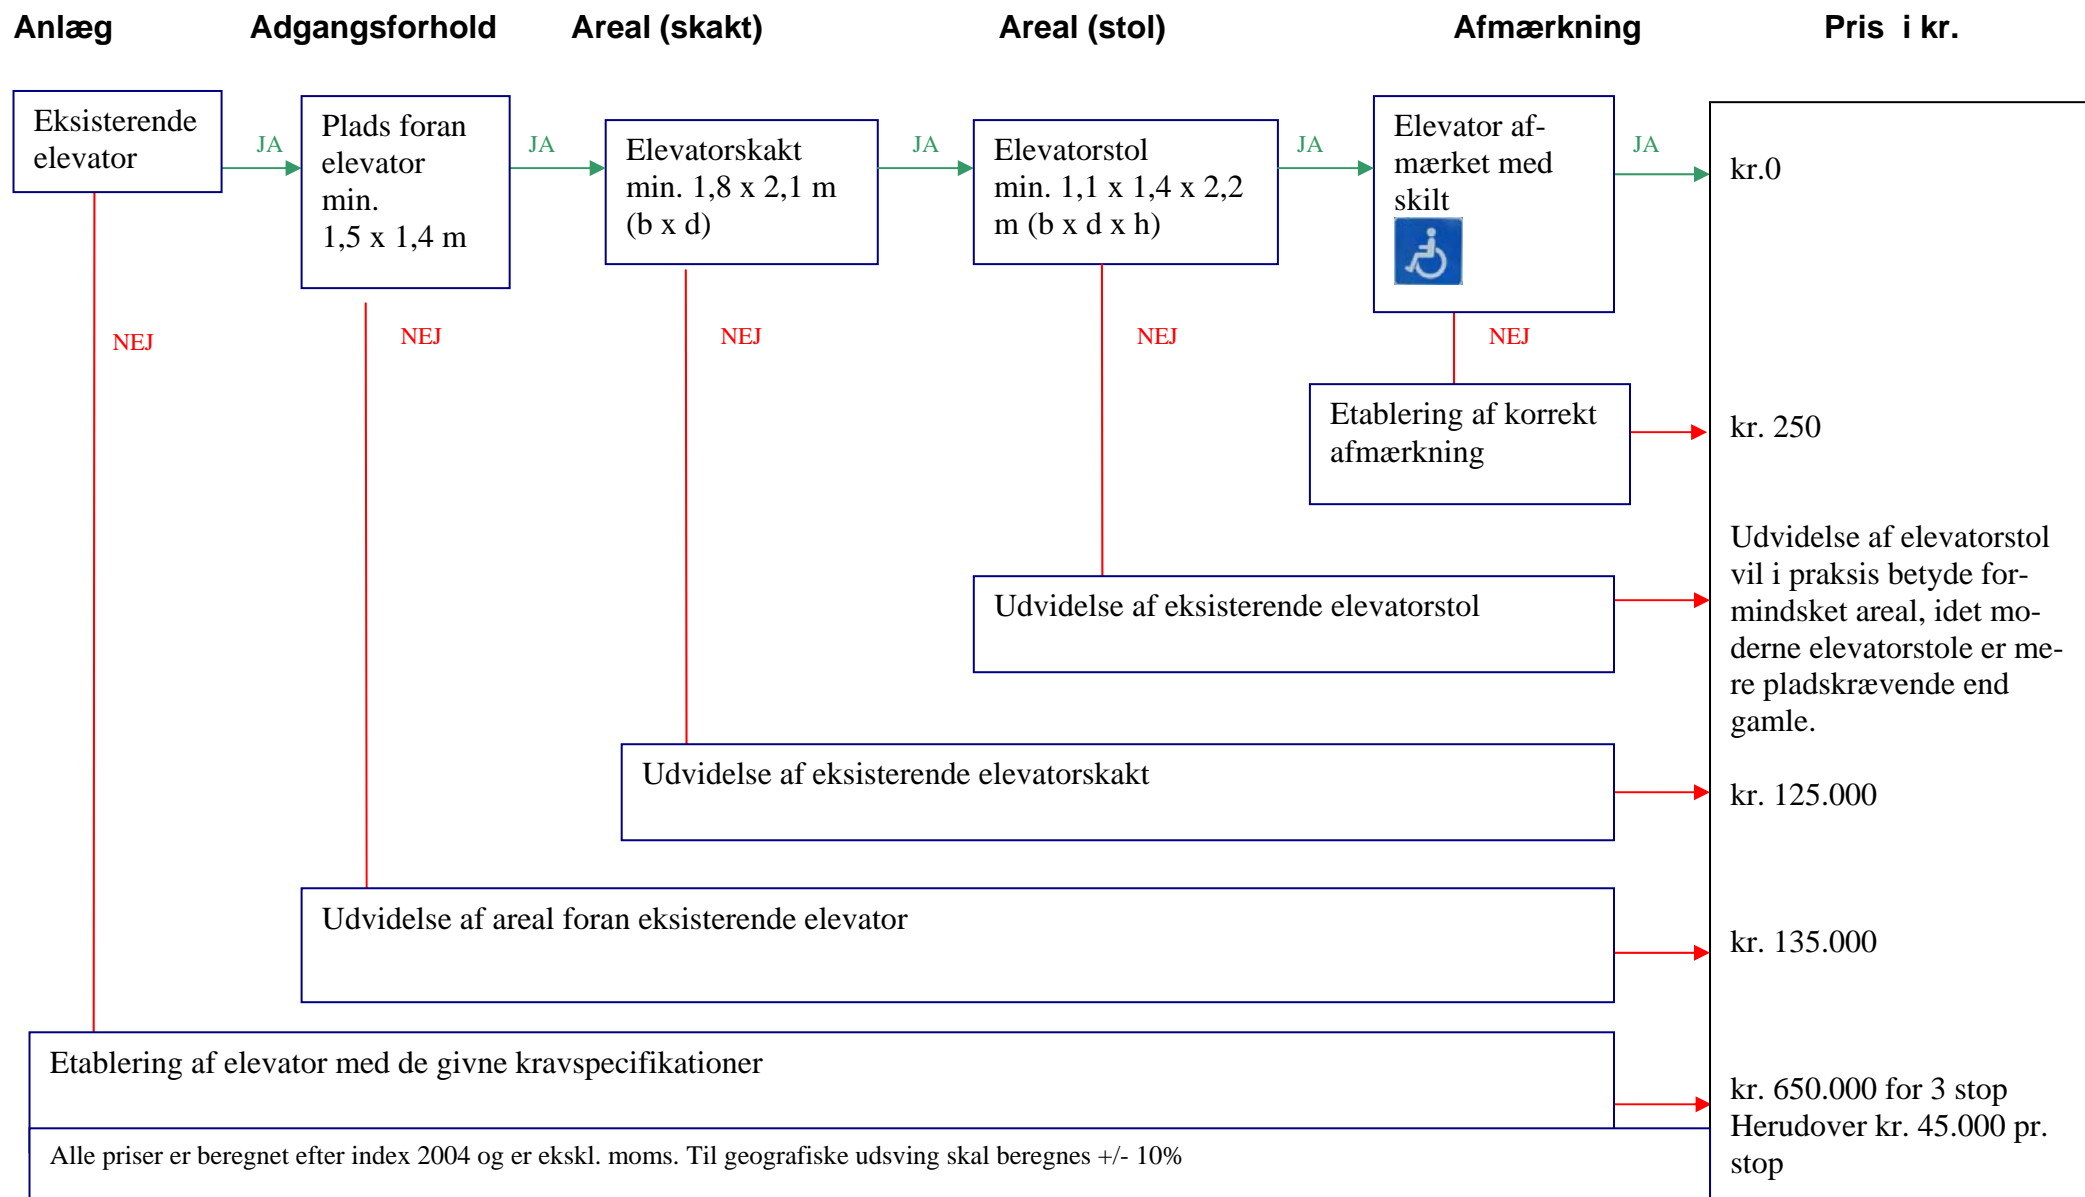 Anlæg Adgangsforhold Areal (skakt) Areal (stol) Afmærkning Pris i kr.
Eksisterende
elevator
JA
Plads foran
elevator
min.
1,5 x 1,4 m
JA
Elevatorskakt
min. 1,8 x 2,1 m
(b x d)
JA
Elevatorstol
min. 1,1 x 1,4 x 2,2
m (b x d x h)
JA
Elevator af-
mærket med
skilt
JA
kr.0
NEJ
NEJ
NEJ
NEJ
NEJ
Etablering af korrekt
afmærkning
kr. 250
Udvidelse af eksisterende elevatorstol
Udvidelse af elevatorstol
vil i praksis betyde for-
mindsket areal, idet mo-
derne elevatorstole er me-
re pladskrævende end
gamle.
Udvidelse af eksisterende elevatorskakt
kr. 125.000
Udvidelse af areal foran eksisterende elevator
kr. 135.000
Etablering af elevator med de givne kravspecifikationer
kr. 650.000 for 3 stop
Herudover kr. 45.000 pr.
stop
Alle priser er beregnet efter index 2004 og er ekskl. moms. Til geografiske udsving skal beregnes +/- 10%